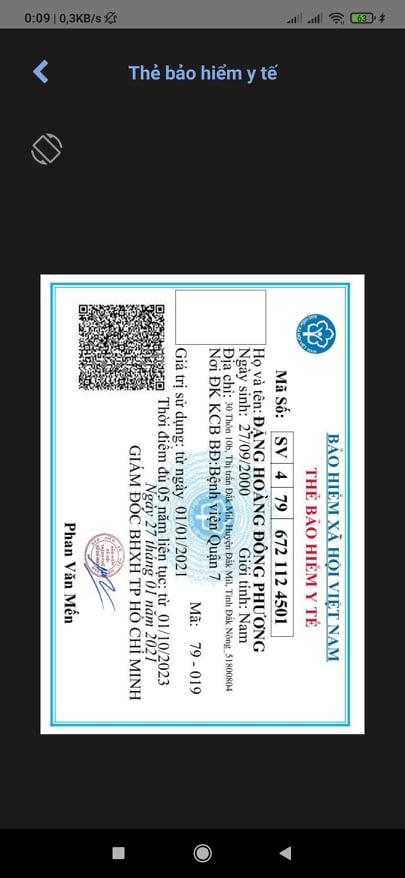 0:09 | 0,3KB/s
63
Thẻ bảo hiểm y tế
BẢO HIỂM XÃ HỘI VIỆT NAM
THẺ BẢO HIỂM Y TẾ
Mã Số: SV 4 79 672 112 4501
Họ và tên: ĐẶNG HOÀNG ĐÔNG PHƯƠNG
Ngày sinh: 27/09/2000 Giới tính: Nam
Địa chỉ: 30 Thôn 10b, Thị trấn Đăk Mil, Huyện Đăk Mil, Tỉnh Đắk Nông_51800804
Nơi ĐK KCB BĐ:Bệnh viện Quận 7 Mã: 79 - 019
Giá trị sử dụng: từ ngày 01/01/2021
Thời điểm đủ 05 năm liên tục: từ 01/10/2023
Ngày 27 tháng 01 năm 2021
GIÁM ĐỐC BHXH TP HỒ CHÍ MINH
Phan Văn Mến